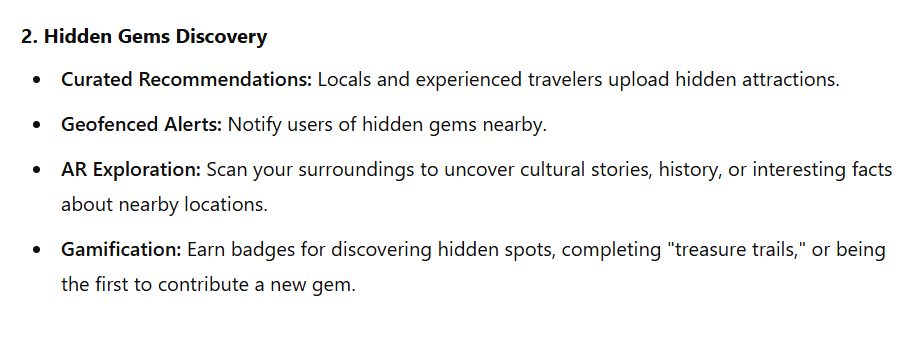 2. Hidden Gems Discovery
• Curated Recommendations: Locals and experienced travelers upload hidden attractions.
• Geofenced Alerts: Notify users of hidden gems nearby.
• AR Exploration: Scan your surroundings to uncover cultural stories, history, or interesting facts
about nearby locations.
• Gamification: Earn badges for discovering hidden spots, completing "treasure trails," or being
the first to contribute a new gem.